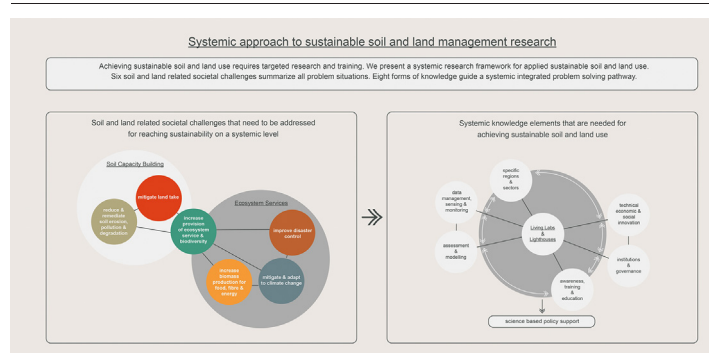 Systemic approach to sustainable soil and land management research
Achieving sustainable soil and land use requires targeted research and training. We present a systemic research framework for applied sustainable soil and land use.
Six soil and land related societal challenges summarize all problem situations. Eight forms of knowledge guide a systemic integrated problem solving pathway.
Soil and land related societal challenges that need to be addressed
for reaching sustainability on a systemic level
Soil Capacity Building
mitigate land take
reduce &
remediate
soil erosion,
pollution &
degradation
increase
provision
of ecosystem
service &
biodiversity
Ecosystem Services
improve disaster
control
increase
biomass
production for
food, fibre &
energy
mitigate & adapt
to climate change
Systemic knowledge elements that are needed for
achieving sustainable soil and land use
specific
regions
&
sectors
data
management,
sensing &
monitoring
technical
economic &
social
innovation
Living Labs
&
Lighthouses
assessment
&
modelling
institutions
&
governance
awareness,
training
&
education
science based policy support